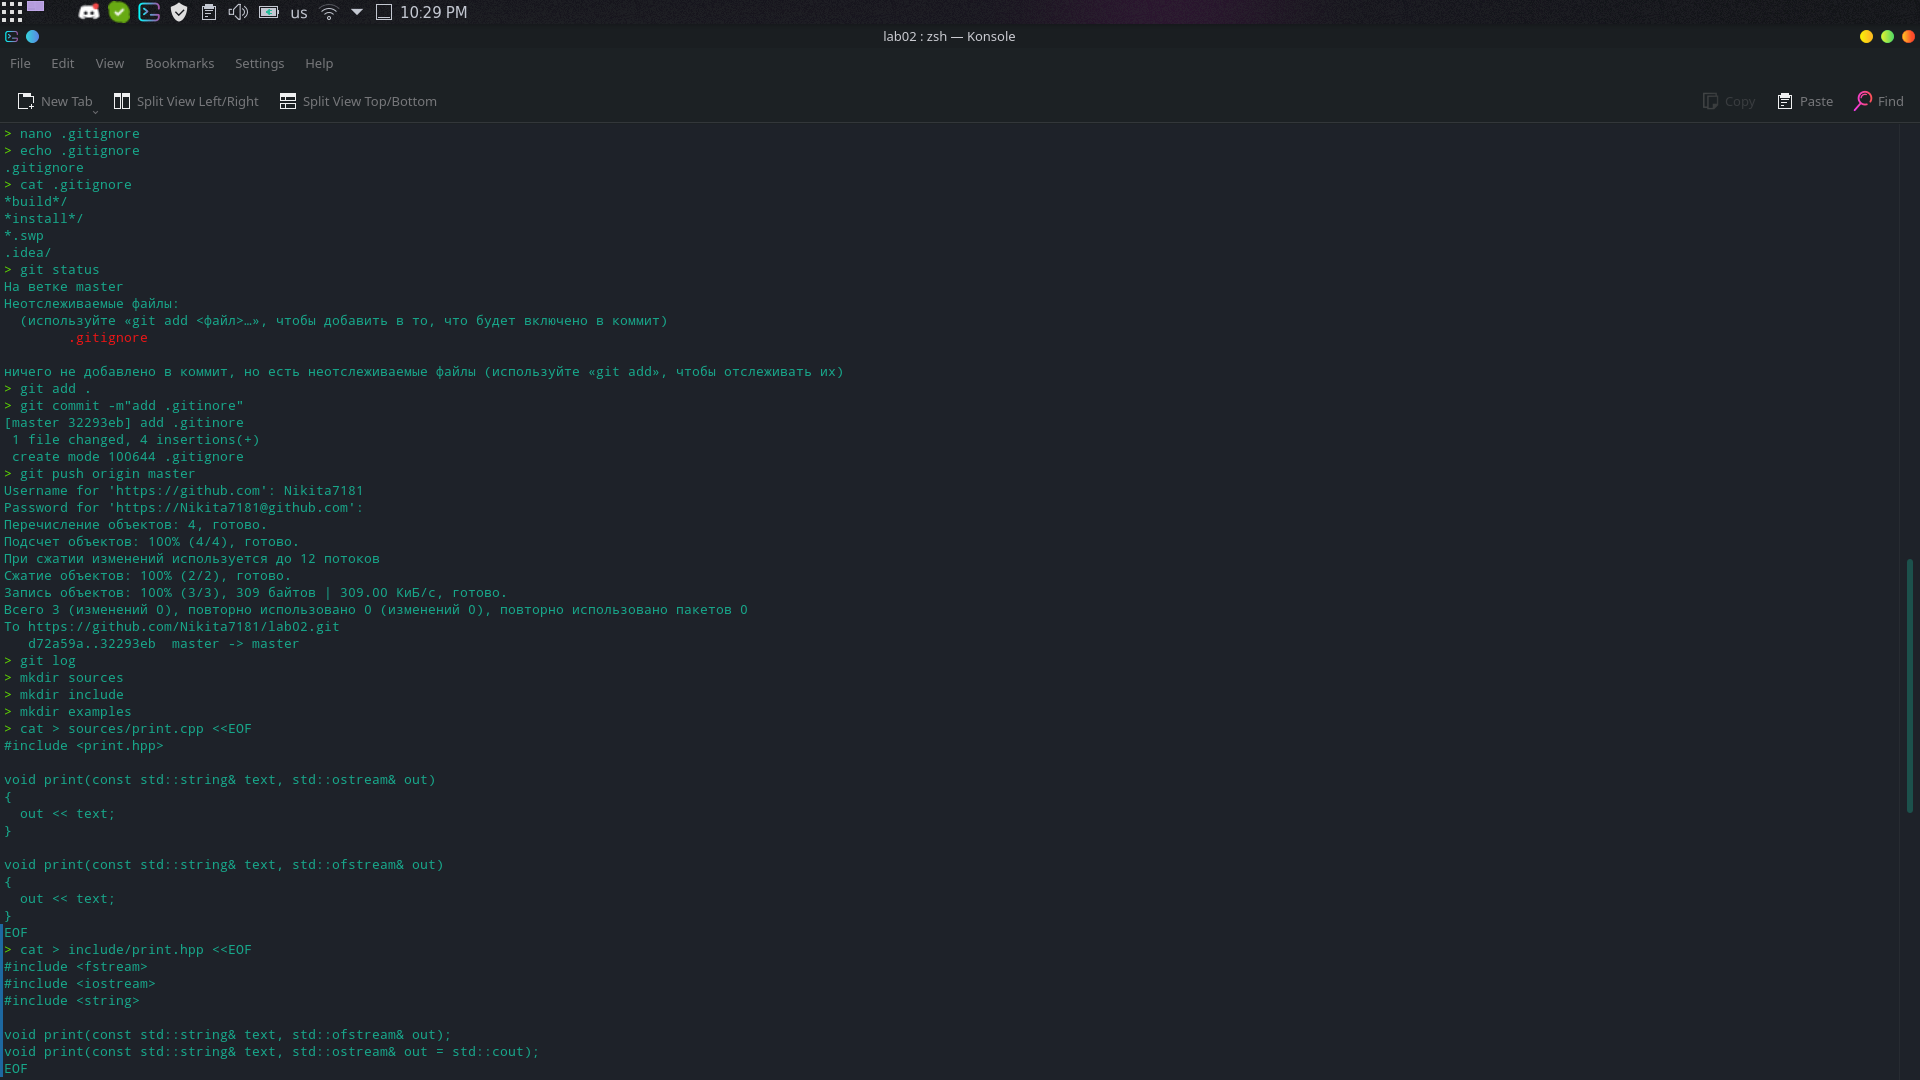 us
10:29 PM
lab02 : zsh — Konsole
File Edit View Bookmarks Settings Help
New Tab Split View Left/Right Split View Top/Bottom Copy Paste Find
> nano .gitignore
> echo .gitignore
.gitignore
> cat .gitignore
*build*/
*install*/
*.swp
.idea/
> git status
На ветке master
Неотслеживаемые файлы:
  (используйте «git add <файл>…», чтобы добавить в то, что будет включено в коммит)
        .gitignore
ничего не добавлено в коммит, но есть неотслеживаемые файлы (используйте «git add», чтобы отслеживать их)
> git add .
> git commit -m"add .gitinore"
[master 32293eb] add .gitinore
 1 file changed, 4 insertions(+)
 create mode 100644 .gitignore
> git push origin master
Username for 'https://github.com': Nikita7181
Password for 'https://Nikita7181@github.com':
Перечисление объектов: 4, готово.
Подсчет объектов: 100% (4/4), готово.
При сжатии изменений используется до 12 потоков
Сжатие объектов: 100% (2/2), готово.
Запись объектов: 100% (3/3), 309 байтов | 309.00 КиБ/с, готово.
Всего 3 (изменений 0), повторно использовано 0 (изменений 0), повторно использовано пакетов 0
To https://github.com/Nikita7181/lab02.git
   d72a59a..32293eb  master -> master
> git log
> mkdir sources
> mkdir include
> mkdir examples
> cat > sources/print.cpp <<EOF
#include <print.hpp>
void print(const std::string& text, std::ostream& out)
{
  out << text;
}
void print(const std::string& text, std::ofstream& out)
{
  out << text;
}
EOF
> cat > include/print.hpp <<EOF
#include <fstream>
#include <iostream>
#include <string>
void print(const std::string& text, std::ofstream& out);
void print(const std::string& text, std::ostream& out = std::cout);
EOF